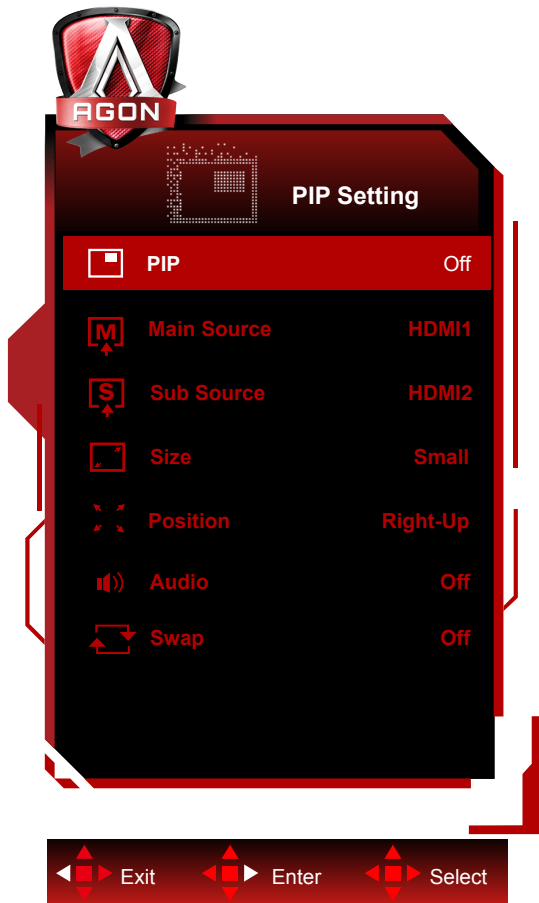 AGON
PIP Setting
PIP Off
M Main Source HDMI1
S Sub Source HDMI2
Size Small
Position Right-Up
Audio Off
Swap Off
Exit Enter Select